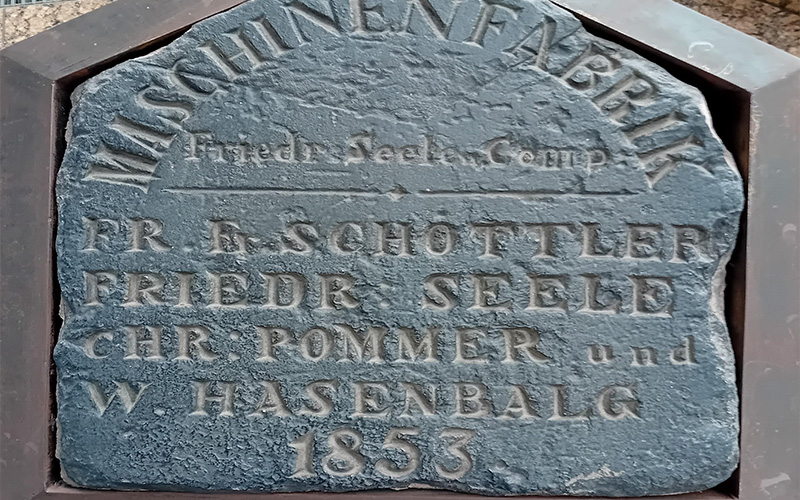 MASCHINENFABRIK
Friedr. Seele u. Comp.
FR. & SCHOTTLER
FRIEDR: SEELE
CHR: POMMER und
W. HASENBALG
1853.